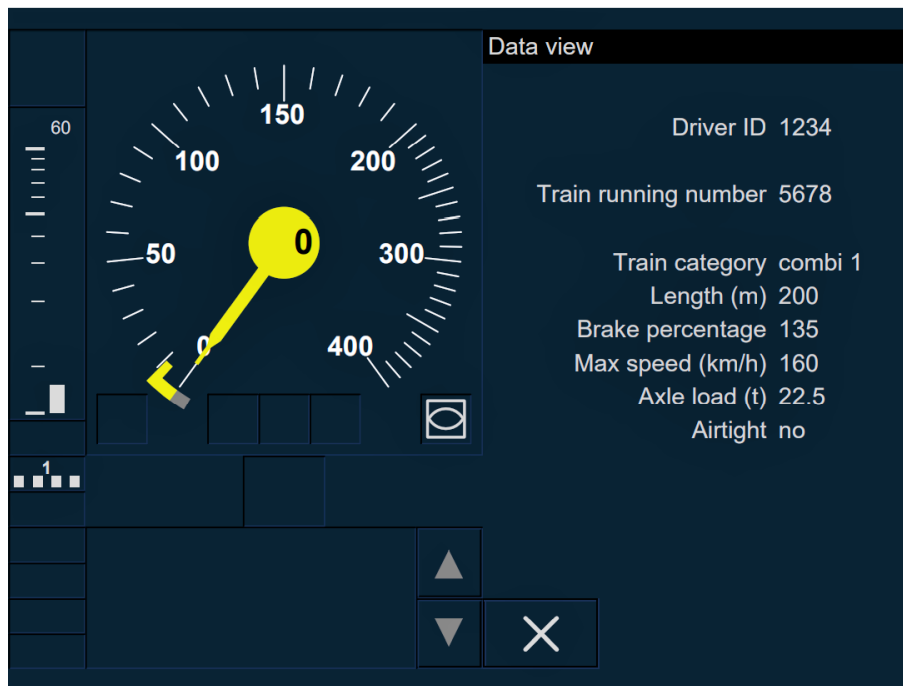 Data view
60
150
100
200
50
300
0
0
400
1
Driver ID 1234
Train running number 5678
Train category combi 1
Length (m) 200
Brake percentage 135
Max speed (km/h) 160
Axle load (t) 22.5
Airtight no